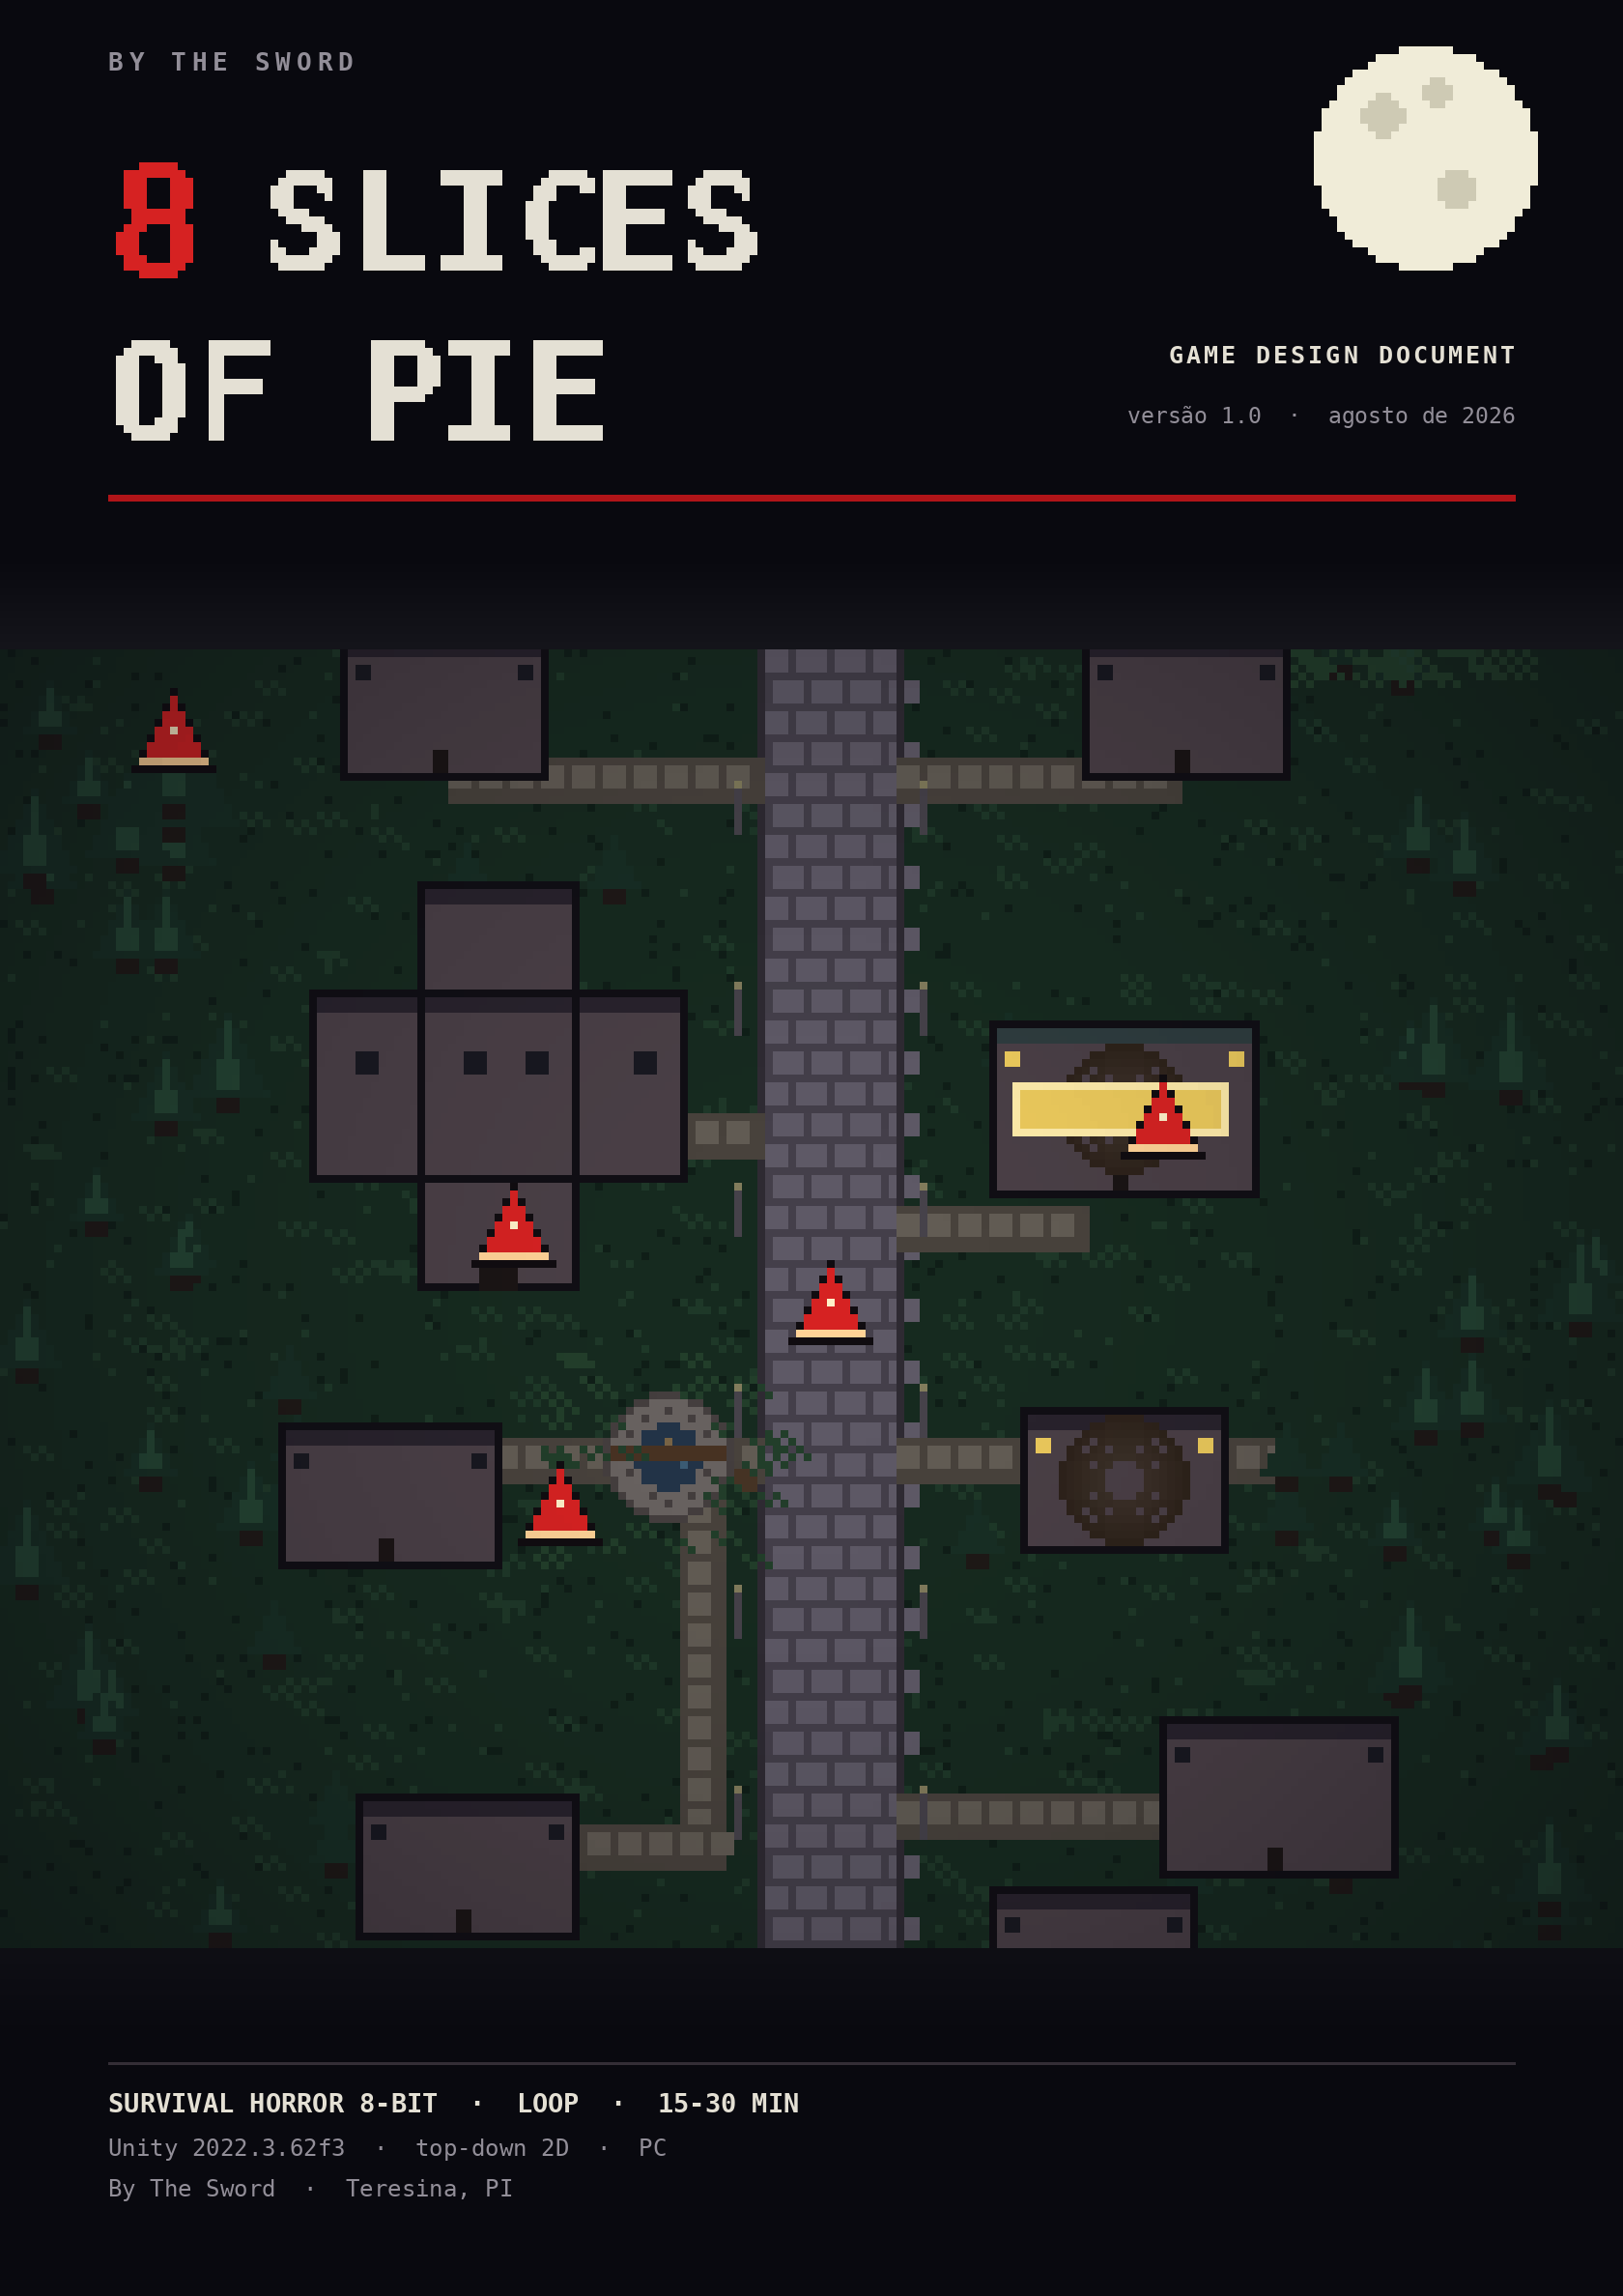 BY THE SWORD
8 SLICES
OF PIE
GAME DESIGN DOCUMENT
versão 1.0 · agosto de 2026
SURVIVAL HORROR 8-BIT · LOOP · 15-30 MIN
Unity 2022.3.62f3 · top-down 2D · PC
By The Sword · Teresina, PI